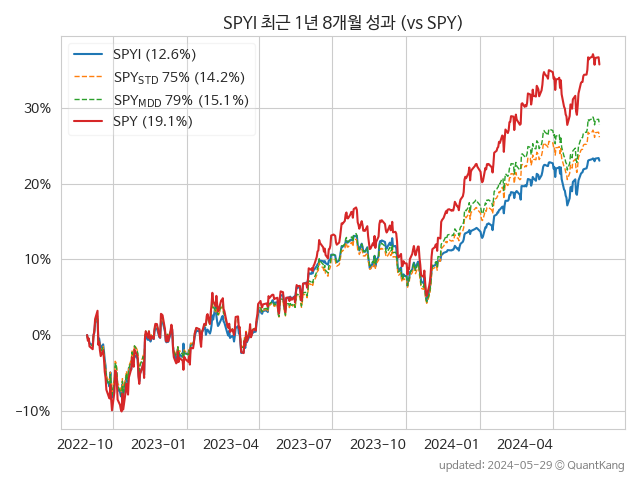 SPYI 최근 1년 8개월 성과 (vs SPY)
SPYI (12.6%)
SPYSTD 75% (14.2%)
SPYMDD 79% (15.1%)
SPY (19.1%)
30%
20%
10%
0%
−10%
2022-10 2023-01 2023-04 2023-07 2023-10 2024-01 2024-04
updated: 2024-05-29 © QuantKang